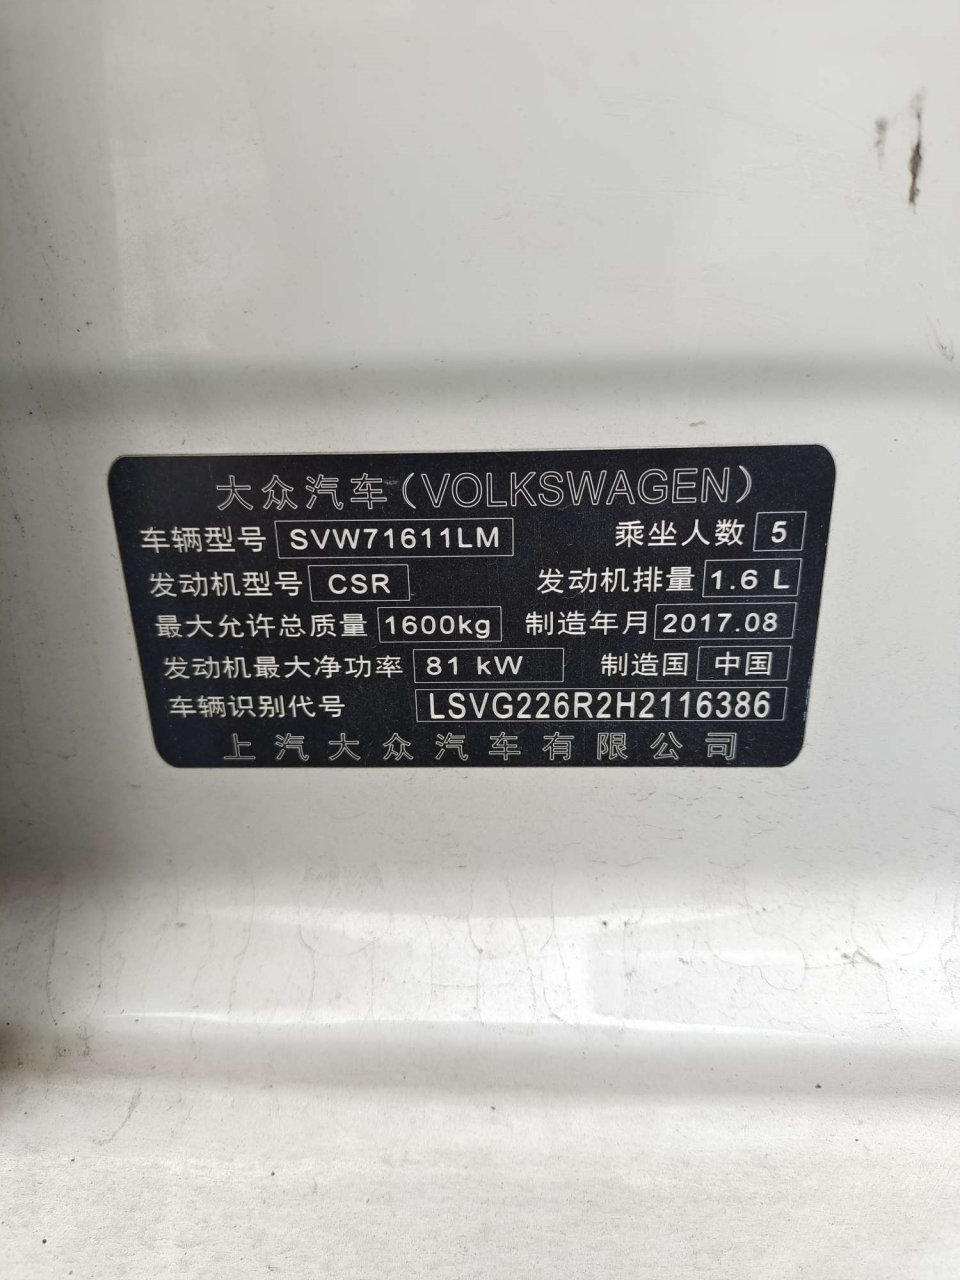 大众汽车(VOLKSWAGEN)
车辆型号 SVW71611LM 乘坐人数 5
发动机型号 CSR 发动机排量 1.6 L
最大允许总质量 1600kg 制造年月 2017.08
发动机最大净功率 81 kW 制造国 中国
车辆识别代号 LSVG226R2H2116386
上汽大众汽车有限公司